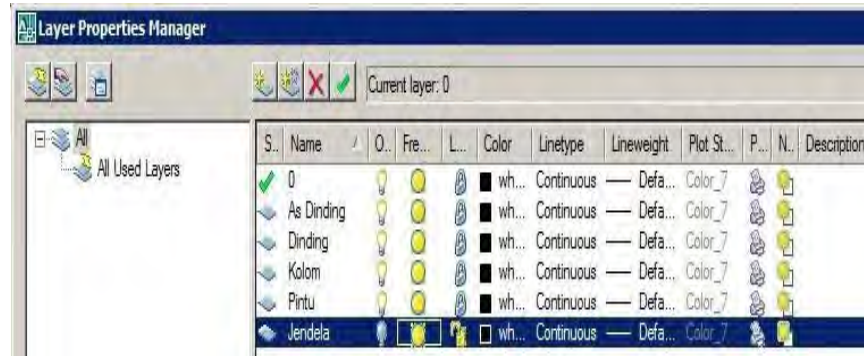 Layer Properties Manager
Current layer: 0
All
All Used Layers
S.. Name O.. Fre... L... Color Linetype Lineweight Plot St... P... N.. Description
0 wh... Continuous Defa... Color_7
As Dinding wh... Continuous Defa... Color_7
Dinding wh... Continuous Defa... Color_7
Kolom wh... Continuous Defa... Color_7
Pintu wh... Continuous Defa... Color_7
Jendela wh... Continuous Defa... Color_7